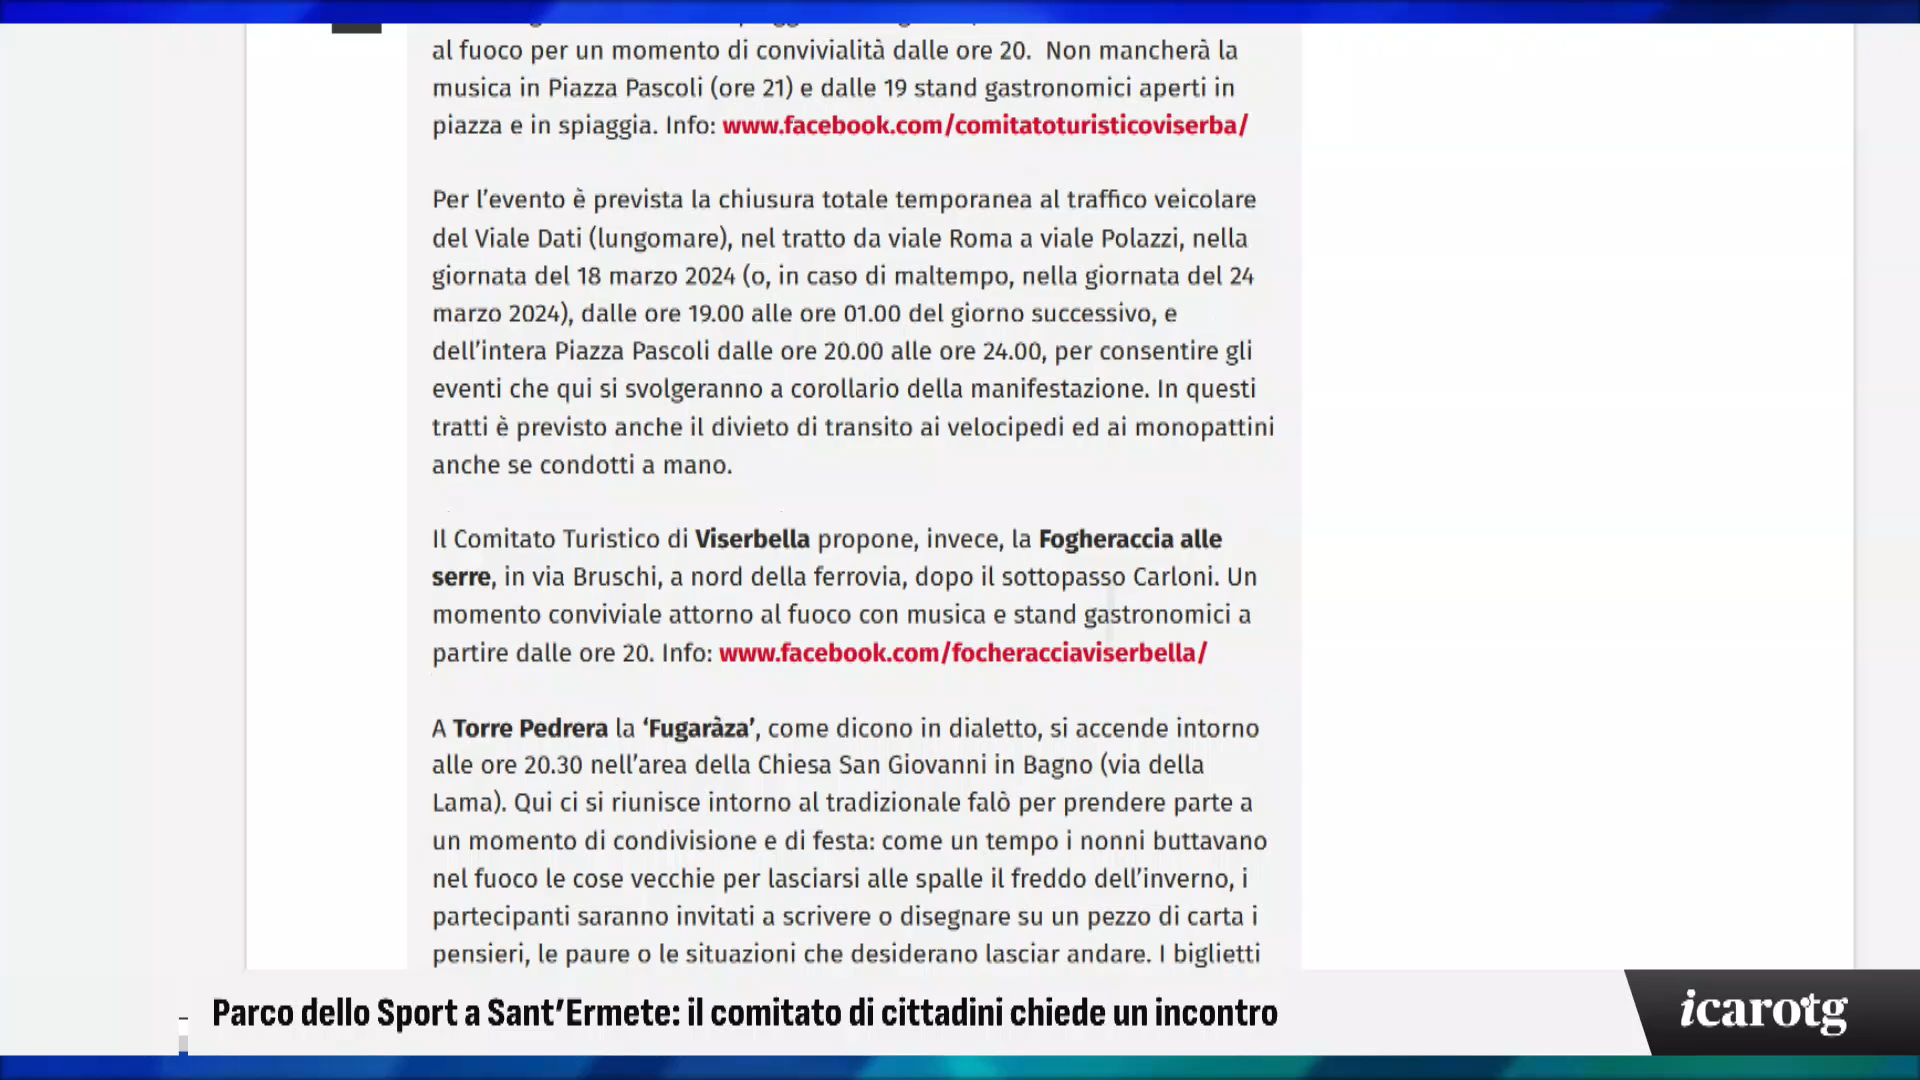 al fuoco per un momento di convivialità dalle ore 20. Non mancherà la
musica in Piazza Pascoli (ore 21) e dalle 19 stand gastronomici aperti in
piazza e in spiaggia. Info: www.facebook.com/comitatoturisticoviserba/
Per l’evento è prevista la chiusura totale temporanea al traffico veicolare
del Viale Dati (lungomare), nel tratto da viale Roma a viale Polazzi, nella
giornata del 18 marzo 2024 (o, in caso di maltempo, nella giornata del 24
marzo 2024), dalle ore 19.00 alle ore 01.00 del giorno successivo, e
dell’intera Piazza Pascoli dalle ore 20.00 alle ore 24.00, per consentire gli
eventi che qui si svolgeranno a corollario della manifestazione. In questi
tratti è previsto anche il divieto di transito ai velocipedi ed ai monopattini
anche se condotti a mano.
Il Comitato Turistico di Viserbella propone, invece, la Fogheraccia alle
serre, in via Bruschi, a nord della ferrovia, dopo il sottopasso Carloni. Un
momento conviviale attorno al fuoco con musica e stand gastronomici a
partire dalle ore 20. Info: www.facebook.com/focheracciaviserbella/
A Torre Pedrera la ‘Fugaràza’, come dicono in dialetto, si accende intorno
alle ore 20.30 nell’area della Chiesa San Giovanni in Bagno (via della
Lama). Qui ci si riunisce intorno al tradizionale falò per prendere parte a
un momento di condivisione e di festa: come un tempo i nonni buttavano
nel fuoco le cose vecchie per lasciarsi alle spalle il freddo dell’inverno, i
partecipanti saranno invitati a scrivere o disegnare su un pezzo di carta i
pensieri, le paure o le situazioni che desiderano lasciar andare. I biglietti
Parco dello Sport a Sant’Ermete: il comitato di cittadini chiede un incontro
icarotg